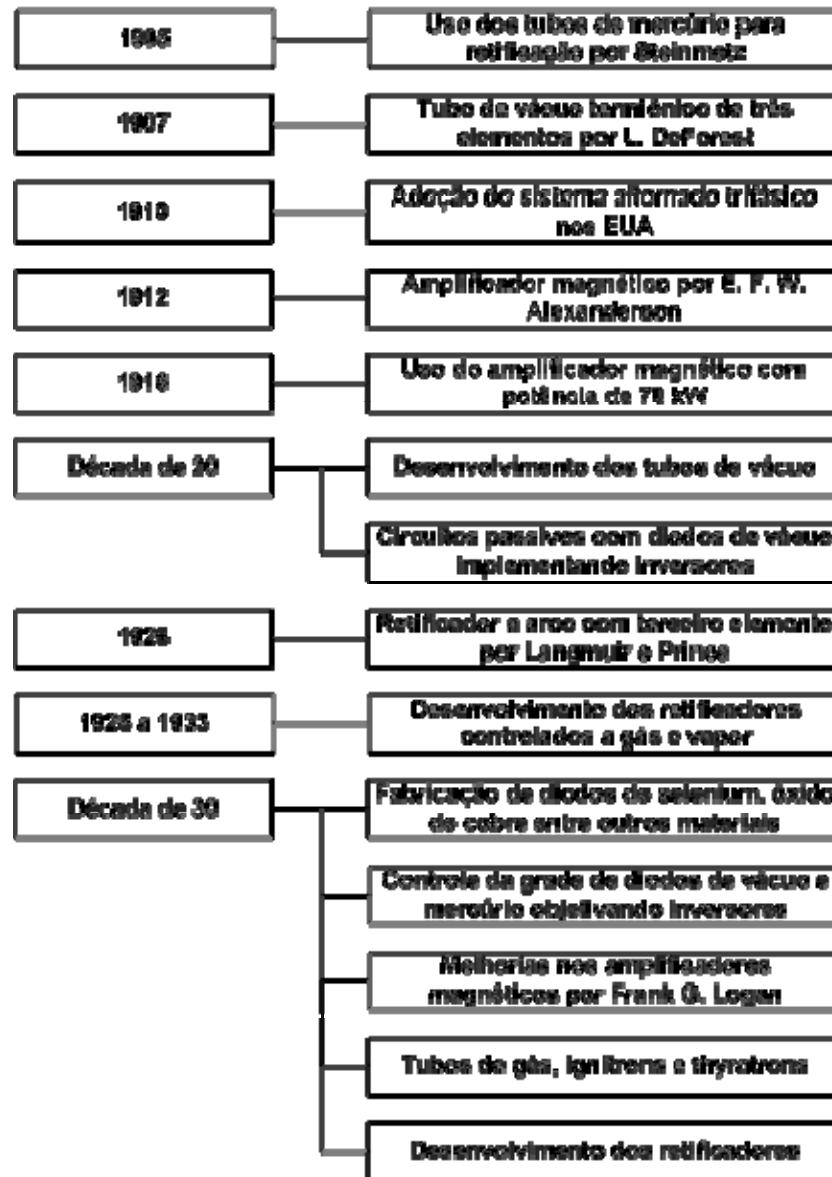 1905
Uso dos tubos de mercúrio para
retificação por Steinmetz
1907
Tubo de vácuo termiônico de três
elementos por L. DeForest
1910
Adoção do sistema alternado trifásico
nos EUA
1912
Amplificador magnético por E. F. W.
Alexanderson
1916
Uso do amplificador magnético com
potência de kW
Década de 20
Desenvolvimento dos tubos de vácuo
Circuitos passivos com diodos de vácuo
implementando inversores
Retificador a arco com terceiro elemento
por Langmuir e Prince
a 1933
Desenvolvimento dos retificadores
controlados a gás e vapor
Década de 30
Fabricação de diodos de selenium, óxido
de cobre entre outros materiais
Controle da grade de diodos de vácuo e
mercúrio objetivando inversores
Melhorias nos amplificadores
magnéticos por Frank G. Logan
Tubos de gás, ignitrons e thyratrons
Desenvolvimento dos retificadores